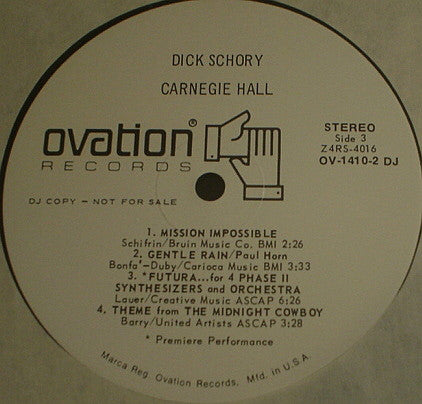 DICK SCHORY
CARNEGIE HALL
ovation®
RECORDS
STEREO
Side 3
Z4RS-4016
OV-1410-2 DJ
DJ COPY – NOT FOR SALE
1. MISSION IMPOSSIBLE
Schifrin/Bruin Music Co. BMI 2:26
2. GENTLE RAIN/Paul Horn
Bonfa'-Duby/Carioca Music BMI 3:33
3. *FUTURA...for 4 PHASE II
SYNTHESIZERS and ORCHESTRA
Lauer/Creative Music ASCAP 6:26
4. THEME from THE MIDNIGHT COWBOY
Barry/United Artists ASCAP 3:28
* Premiere Performance
Marca Reg. Ovation Records, Mfd. in U.S.A